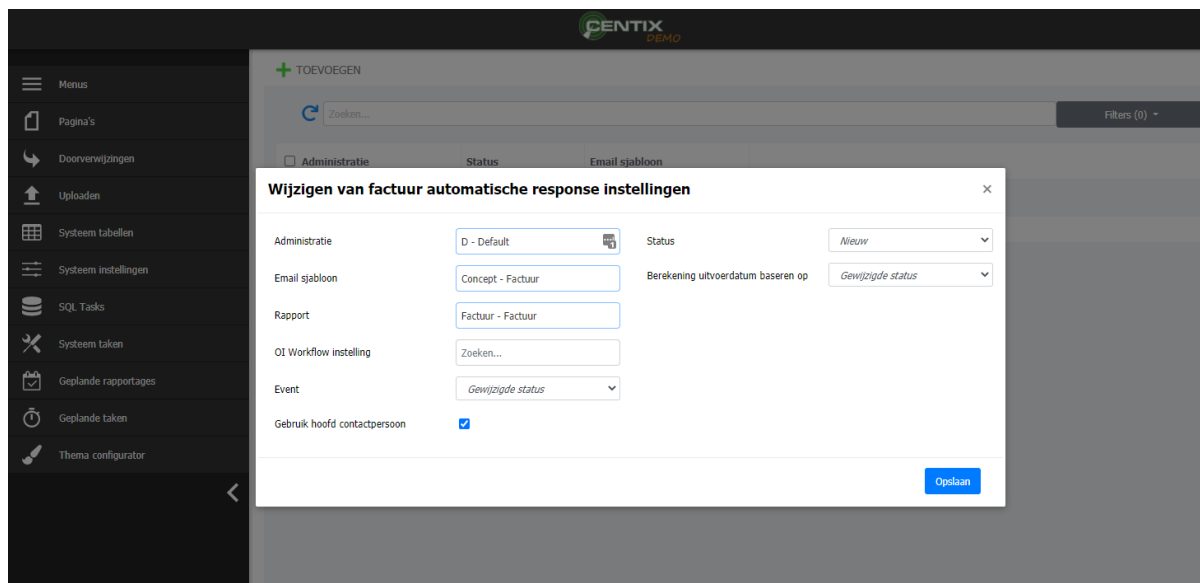 CENTIX
DEMO
Menus
Pagina's
Doorverwijzingen
Uploaden
Systeem tabellen
Systeem instellingen
SQL Tasks
Systeem taken
Geplande rapportages
Geplande taken
Thema configurator
TOEVOEGEN
Zoeken...
Filters (0)
Administratie Status Email sjabloon
Wijzigen van factuur automatische response instellingen ×
Administratie D - Default Status Nieuw
Email sjabloon Concept - Factuur Berekening uitvoerdatum baseren op Gewijzigde status
Rapport Factuur - Factuur
OI Workflow instelling Zoeken...
Event Gewijzigde status
Gebruik hoofd contactpersoon
Opslaan